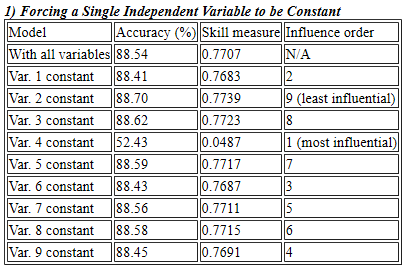 1) Forcing a Single Independent Variable to be Constant
Model Accuracy (%) Skill measure Influence order
With all variables 88.54 0.7707 N/A
Var. 1 constant 88.41 0.7683 2
Var. 2 constant 88.70 0.7739 9 (least influential)
Var. 3 constant 88.62 0.7723 8
Var. 4 constant 52.43 0.0487 1 (most influential)
Var. 5 constant 88.59 0.7717 7
Var. 6 constant 88.43 0.7687 3
Var. 7 constant 88.56 0.7711 5
Var. 8 constant 88.58 0.7715 6
Var. 9 constant 88.45 0.7691 4